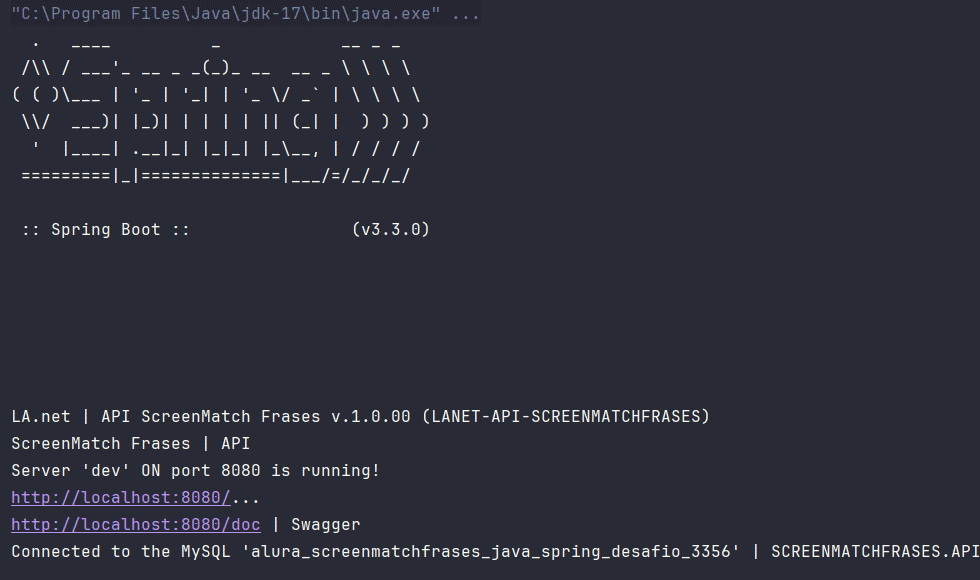 "C:\Program Files\Java\jdk-17\bin\java.exe" ...
  .   ____          _            __ _ _
 /\\ / ___'_ __ _ _(_)_ __  __ _ \ \ \ \
( ( )\___ | '_ | '_| | '_ \/ _` | \ \ \ \
 \\/  ___)| |_)| | | | | || (_| |  ) ) ) )
  '  |____| .__|_| |_|_| |_\__, | / / / /
 =========|_|==============|___/=/_/_/_/
 :: Spring Boot ::                (v3.3.0)
LA.net | API ScreenMatch Frases v.1.0.00 (LANET-API-SCREENMATCHFRASES)
ScreenMatch Frases | API
Server 'dev' ON port 8080 is running!
http://localhost:8080/...
http://localhost:8080/doc | Swagger
Connected to the MySQL 'alura_screenmatchfrases_java_spring_desafio_3356' | SCREENMATCHFRASES.API